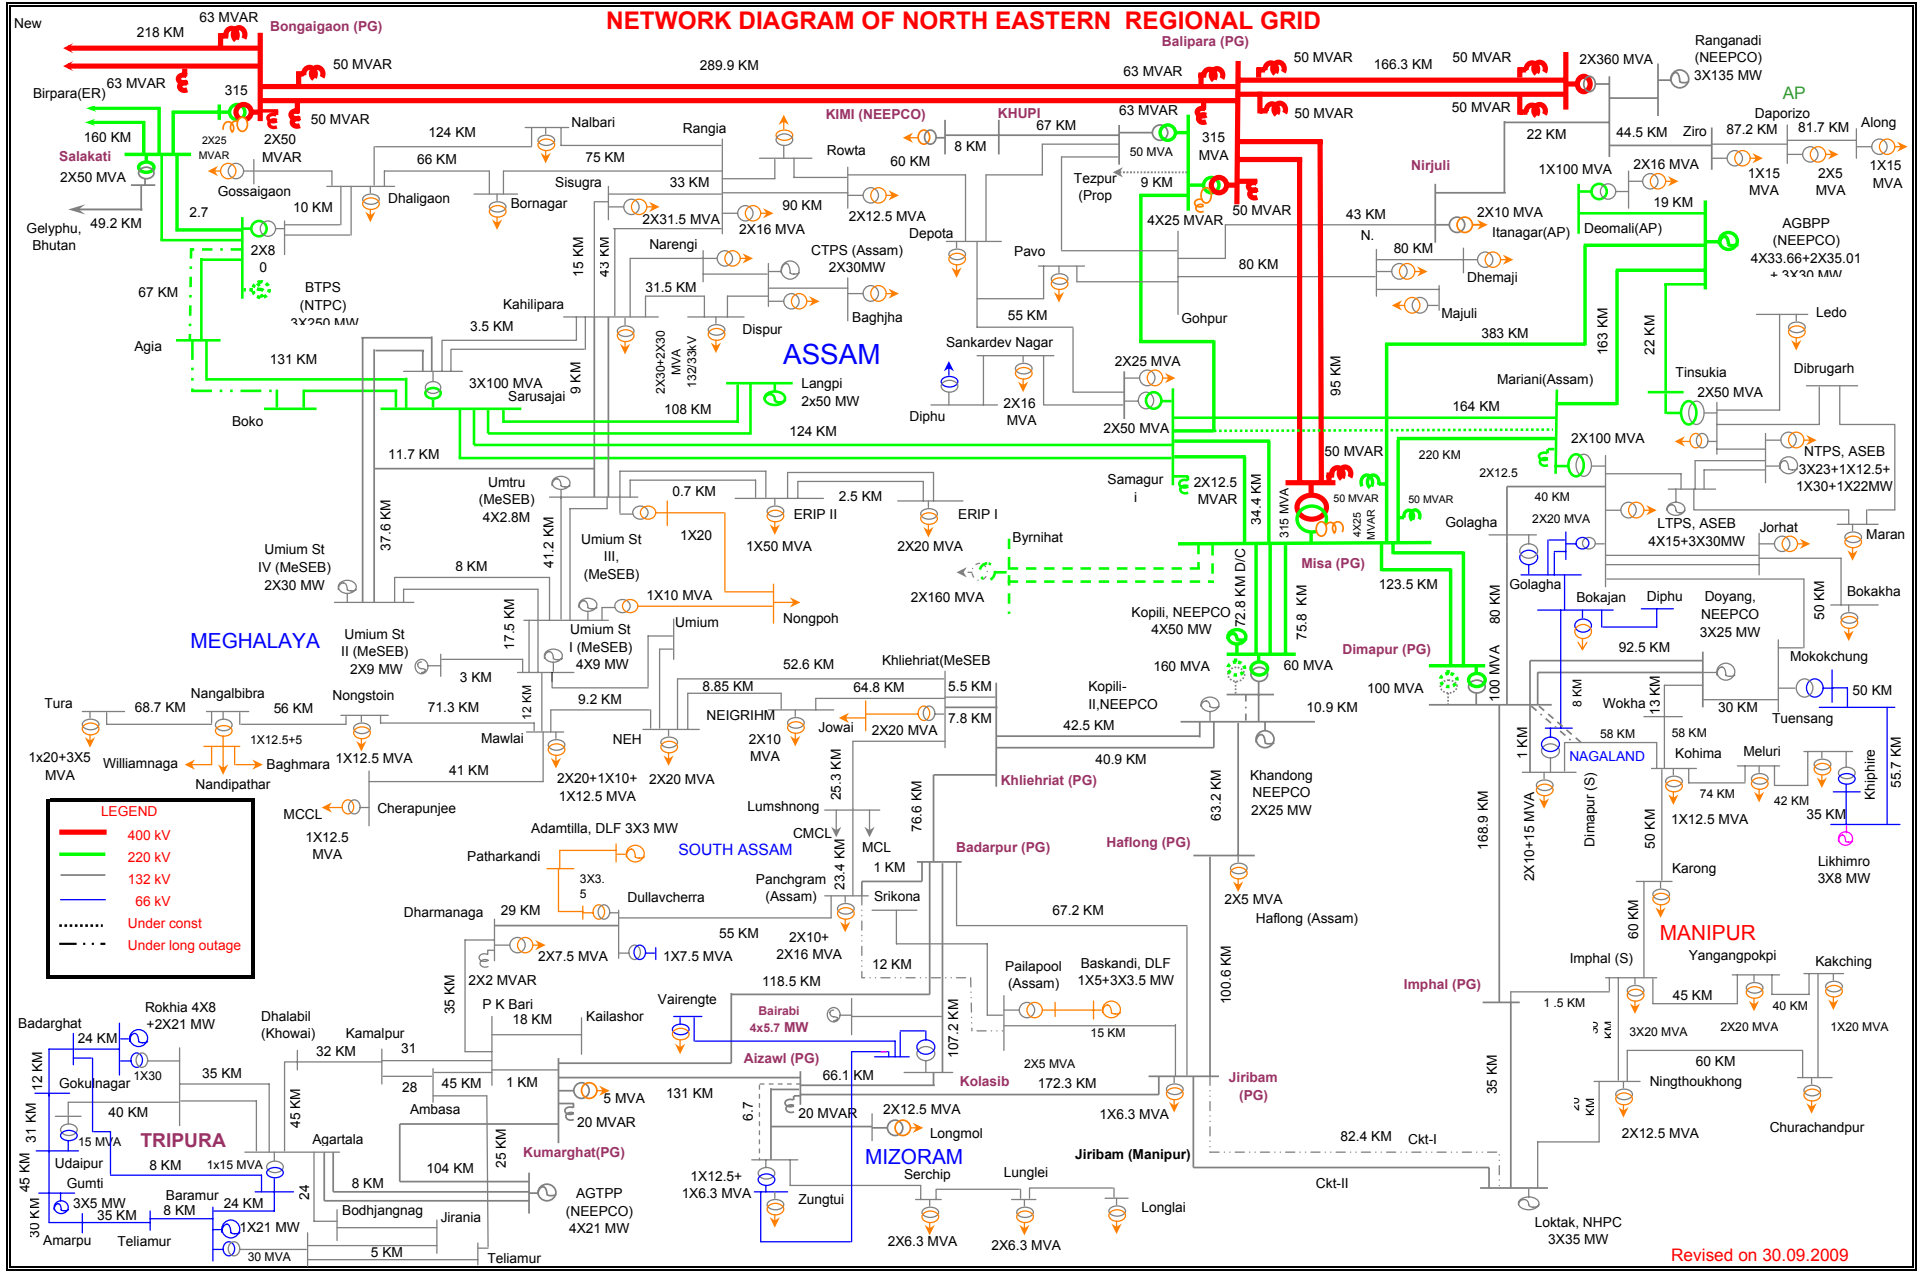 NETWORK DIAGRAM OF NORTH EASTERN REGIONAL GRID
New
218 KM
63 MVAR
Bongaigaon (PG)
50 MVAR
289.9 KM
63 MVAR
Balipara (PG)
50 MVAR
166.3 KM
50 MVAR
2X360 MVA
Ranganadi
(NEEPCO)
3X135 MW
63 MVAR
315
Birpara(ER)
50 MVAR
160 KM
2X25
MVAR
2X50
MVAR
124 KM
Nalbari
Rangia
KIMI (NEEPCO)
KHUPI
67 KM
63 MVAR
50 MVA
315
MVA
50 MVAR
50 MVAR
22 KM
44.5 KM
Ziro
87.2 KM
AP
Daporizo
81.7 KM
Along
Salakati
2X50 MVA
66 KM
75 KM
Rowta
60 KM
8 KM
Gossaigaon
Dhaligaon
Bornagar
Sisugra
33 KM
90 KM
2X12.5 MVA
Tezpur
(Prop
9 KM
4X25 MVAR
50 MVAR
Nirjuli
1X100 MVA
2X16 MVA
1X15
MVA
2X5
MVA
1X15
MVA
49.2 KM
Gelyphu,
Bhutan
2.7
10 KM
2X8
0
2X31.5 MVA
2X16 MVA
Depota
Pavo
43 KM
N.
2X10 MVA
Itanagar(AP)
Deomali(AP)
19 KM
AGBPP
(NEEPCO)
4X33.66+2X35.01
+ 3X30 MW
67 KM
BTPS
(NTPC)
3X250 MW
15 KM
43 KM
Narengi
CTPS (Assam)
2X30MW
31.5 KM
Baghjha
Dispur
80 KM
80 KM
Dhemaji
Majuli
Gohpur
Kahilipara
3.5 KM
Agia
131 KM
Boko
9 KM
2X30+2X30
MVA
132/33kV
ASSAM
55 KM
Sankardev Nagar
95 KM
383 KM
163 KM
22 KM
Ledo
Dibrugarh
3X100 MVA
Sarusajai
Langpi
2x50 MW
108 KM
124 KM
11.7 KM
Diphu
2X16
MVA
2X25 MVA
2X50 MVA
Mariani(Assam)
164 KM
Tinsukia
2X50 MVA
Samagur
i
2X12.5
MVAR
34.4 KM
315 MVA
50 MVAR
50 MVAR
4X25
MVAR
220 KM
50 MVAR
2X100 MVA
2X12.5
NTPS, ASEB
3X23+1X12.5+
1X30+1X22MW
37.6 KM
Umtru
(MeSEB)
4X2.8M
0.7 KM
2.5 KM
ERIP II
ERIP I
1X50 MVA
2X20 MVA
1X20
Byrnihat
2X160 MVA
Misa (PG)
123.5 KM
Golagha
40 KM
2X20 MVA
LTPS, ASEB
4X15+3X30MW
Jorhat
Maran
Umium St
IV (MeSEB)
2X30 MW
41.2 KM
Umium St
III,
(MeSEB)
8 KM
1X10 MVA
Nongpoh
17.5 KM
Umium St
II (MeSEB)
2X9 MW
Umium St
I (MeSEB)
4X9 MW
Umium
MEGHALAYA
3 KM
Kopili, NEEPCO
4X50 MW
72.8 KM D/C
75.8 KM
160 MVA
60 MVA
Dimapur (PG)
100 MVA
100 MVA
80 KM
Golagha
Bokajan
Diphu
Doyang,
NEEPCO
3X25 MW
50 KM
Bokakha
92.5 KM
Mokokchung
Tura
68.7 KM
Nangalbibra
56 KM
Nongstoin
71.3 KM
12 KM
9.2 KM
52.6 KM
8.85 KM
NEIGRIHM
64.8 KM
Khliehriat(MeSEB
5.5 KM
7.8 KM
Kopili-
II,NEEPCO
42.5 KM
10.9 KM
8 KM
Wokha
13KM
30 KM
Tuensang
50 KM
1x20+3X5
MVA
1X12.5+5
Williamnaga
Baghmara
Nandipathar
1X12.5 MVA
Mawlai
NEH
2X20+1X10+
1X12.5 MVA
2X20 MVA
2X10
MVA
Jowai
2X20 MVA
40.9 KM
Khliehriat (PG)
Khandong
NEEPCO
2X25 MW
1 KM
58 KM
58 KM
NAGALAND
Kohima
Meluri
74 KM
42 KM
Khiphire
35 KM
55.7 KM
41 KM
MCCL
Cherapunjee
1X12.5
MVA
LEGEND
400 kV
220 kV
132 kV
66 kV
Under const
Under long outage
Adamtilla, DLF 3X3 MW
Patharkandi
SOUTH ASSAM
25.3 KM
Lumshnong
CMCL
MCL
76.6 KM
63.2 KM
Badarpur (PG)
Haflong (PG)
168.9 KM
2X10+15 MVA
Dimapur (S)
1X12.5 MVA
50 KM
Likhimro
3X8 MW
3X3.
5
Dullavcherra
Panchgram
(Assam)
23.4 KM
1 KM
Srikona
2X5 MVA
Haflong (Assam)
Karong
Dharmanaga
29 KM
2X7.5 MVA
55 KM
1X7.5 MVA
2X10+
2X16 MVA
67.2 KM
60 KM
MANIPUR
2X2 MVAR
35 KM
118.5 KM
12 KM
Pailapool
(Assam)
Baskandi, DLF
1X5+3X3.5 MW
100.6 KM
Imphal (PG)
Imphal (S)
Yangangpokpi
Kakching
Rokhia 4X8
+2X21 MW
Badarghat
24 KM
Dhalabil
(Khowai)
Kamalpur
P K Bari
18 KM
Kailashor
Vairengte
Bairabi
4x5.7 MW
107.2 KM
15 KM
1.5 KM
45 KM
40 KM
3X20 MVA
2X20 MVA
1X20 MVA
30
KM
12 KM
1X30
Gokulnagar
35 KM
32 KM
31
28
45 KM
1 KM
5 MVA
131 KM
Aizawl (PG)
66.1 KM
Kolasib
2X5 MVA
172.3 KM
Jiribam
(PG)
35 KM
60 KM
Ningthoukhong
31 KM
40 KM
45 KM
Ambasa
20 MVAR
6.7
20 MVAR
2X12.5 MVA
Longmol
1X6.3 MVA
20
KM
2X12.5 MVA
Churachandpur
15 MVA
TRIPURA
Agartala
Kumarghat(PG)
25 KM
Udaipur
8 KM
1x15 MVA
45 KM
Gumti
3X5 MW
Baramur
24 KM
24
8 KM
104 KM
AGTPP
(NEEPCO)
4X21 MW
1X12.5+
1X6.3 MVA
Zungtui
MIZORAM
Serchip
Lunglei
Longlai
Jiribam (Manipur)
82.4 KM
Ckt-I
Ckt-II
30 KM
35 KM
8 KM
Amarpu
Teliamur
1X21 MW
30 MVA
Bodhjangnag
Jirania
5 KM
Teliamur
2X6.3 MVA
2X6.3 MVA
Loktak, NHPC
3X35 MW
Revised on 30.09.2009